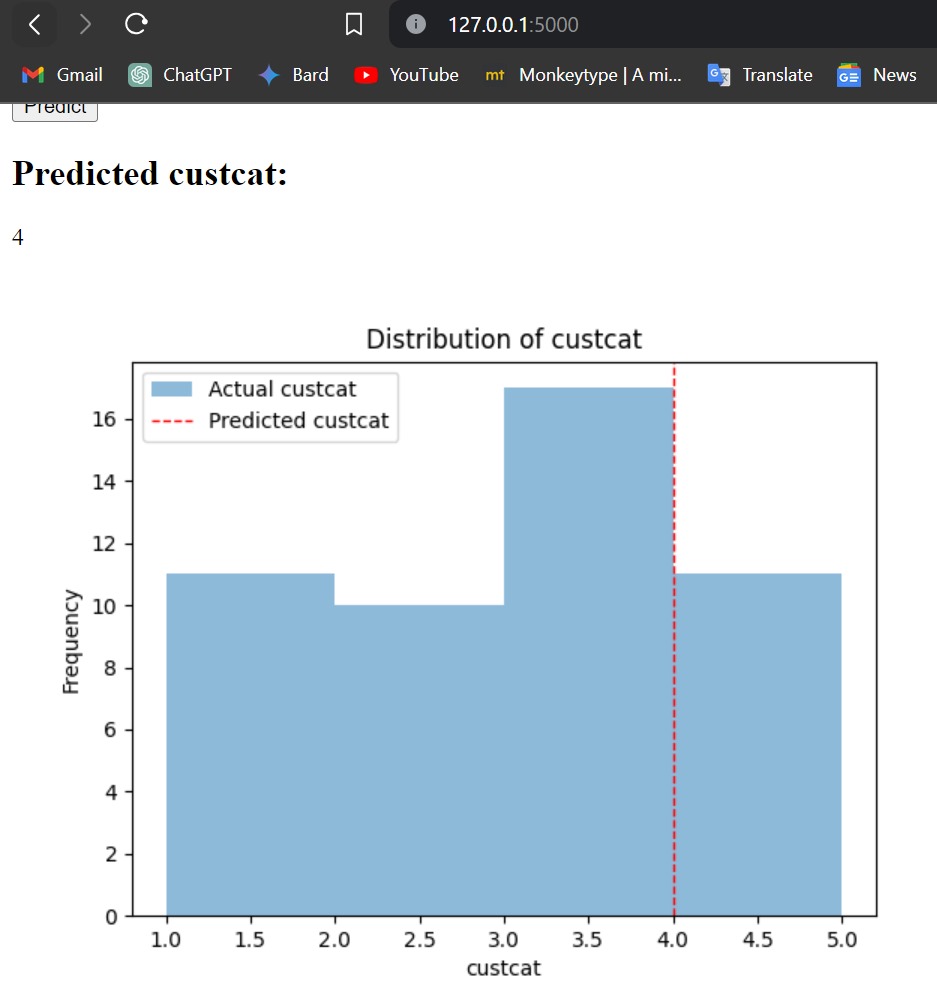 127.0.0.1:5000
Gmail ChatGPT Bard YouTube mt Monkeytype | A mi... Translate GE News
Predict
Predicted custcat:
4
Distribution of custcat
Actual custcat
Predicted custcat
16
14
12
10
8
6
4
2
0
Frequency
1.0 1.5 2.0 2.5 3.0 3.5 4.0 4.5 5.0
custcat